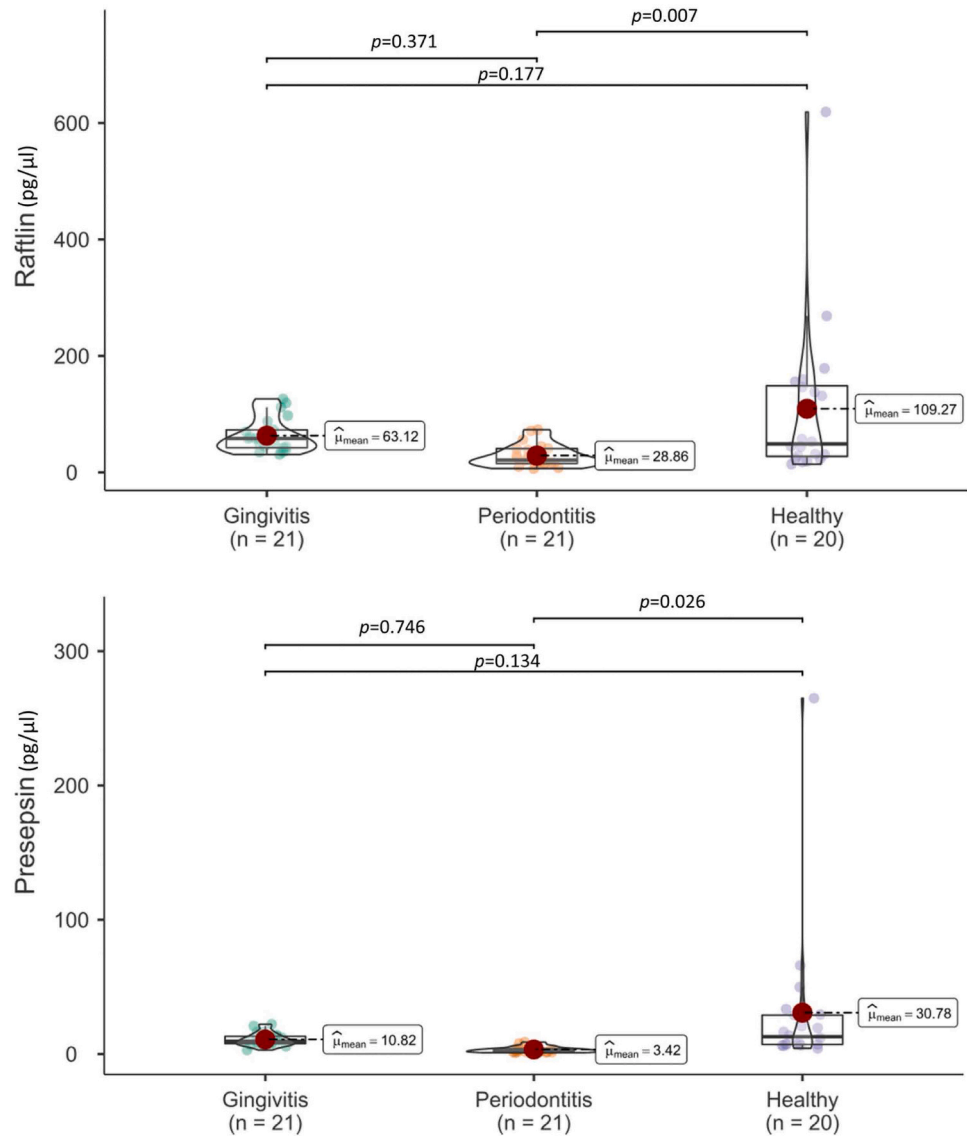 p=0.007
p=0.371
p=0.177
600
400
200
0
Raftlin (pg/µl)
μ̂mean = 63.12
μ̂mean = 28.86
μ̂mean = 109.27
Gingivitis
(n = 21)
Periodontitis
(n = 21)
Healthy
(n = 20)
p=0.026
p=0.746
p=0.134
300
200
100
0
Presepsin (pg/µl)
μ̂mean = 10.82
μ̂mean = 3.42
μ̂mean = 30.78
Gingivitis
(n = 21)
Periodontitis
(n = 21)
Healthy
(n = 20)